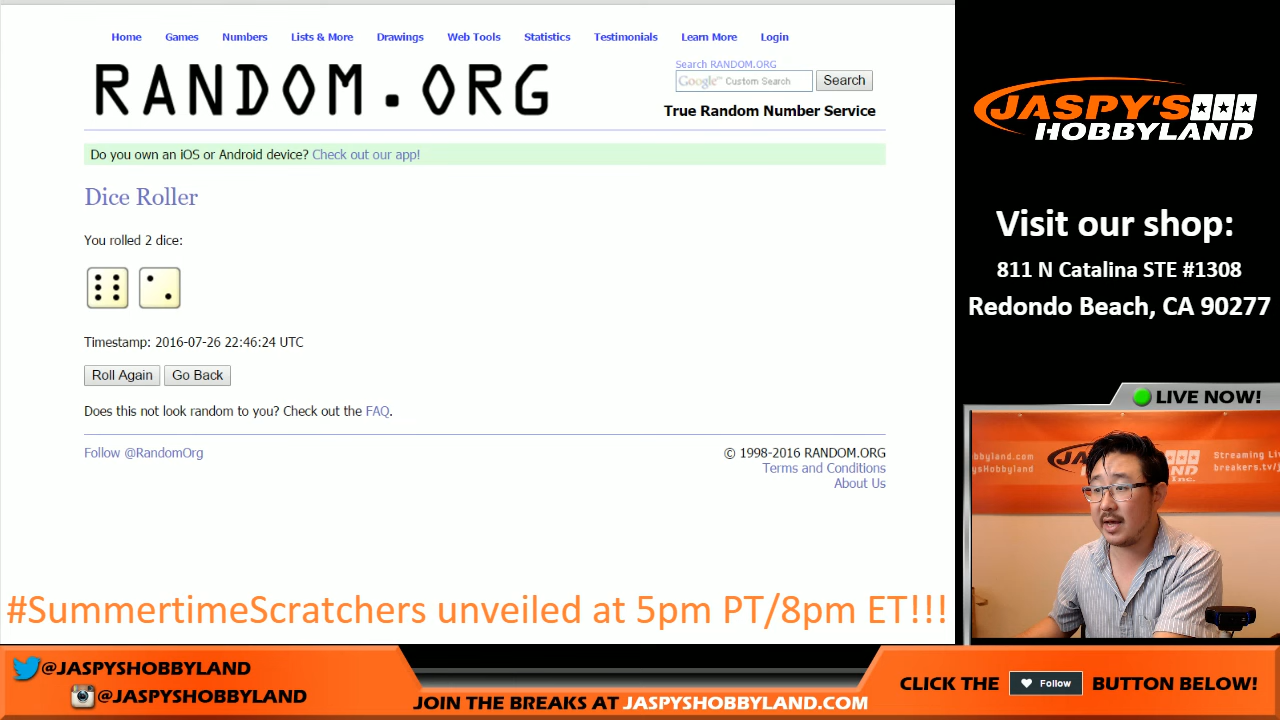 Home Games Numbers Lists & More Drawings Web Tools Statistics Testimonials Learn More Login
RANDOM.ORG
Search RANDOM.ORG
Google™ Custom Search Search
True Random Number Service
Do you own an iOS or Android device? Check out our app!
Dice Roller
You rolled 2 dice:
Timestamp: 2016-07-26 22:46:24 UTC
Roll Again Go Back
Does this not look random to you? Check out the FAQ.
Follow @RandomOrg
© 1998-2016 RANDOM.ORG
Terms and Conditions
About Us
#SummertimeScratchers unveiled at 5pm PT/8pm ET!!!
JASPY'S
HOBBYLAND
Visit our shop:
811 N Catalina STE #1308
Redondo Beach, CA 90277
LIVE NOW!
Streaming Li
breakers.tv/j
@JASPYSHOBBYLAND
@JASPYSHOBBYLAND
JOIN THE BREAKS AT JASPYSHOBBYLAND.COM
CLICK THE Follow BUTTON BELOW!